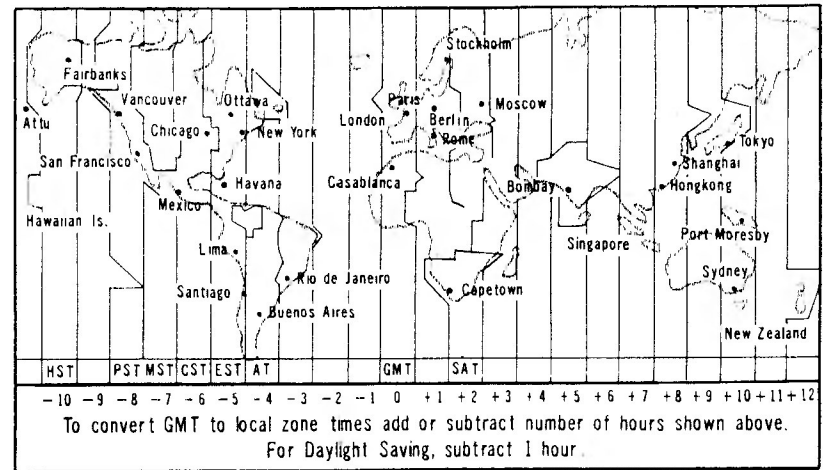 Stockholm
Fairbanks
Attu
Vancouver
Ottawa
Chicago
New York
San Francisco
Havana
Mexico
Hawaiian Is.
Lima
Rio de Janeiro
Santiago
Buenos Aires
Paris
London
Berlin
Moscow
Rome
Casablanca
Bombay
Singapore
Capetown
Tokyo
Shanghai
Hongkong
Port Moresby
Sydney
New Zealand
HST PST MST CST EST AT GMT SAT
-10 -9 -8 -7 -6 -5 -4 -3 -2 -1 0 +1 +2 +3 +4 +5 +6 +7 +8 +9 +10 +11 +12
To convert GMT to local zone times add or subtract number of hours shown above.
For Daylight Saving, subtract 1 hour.